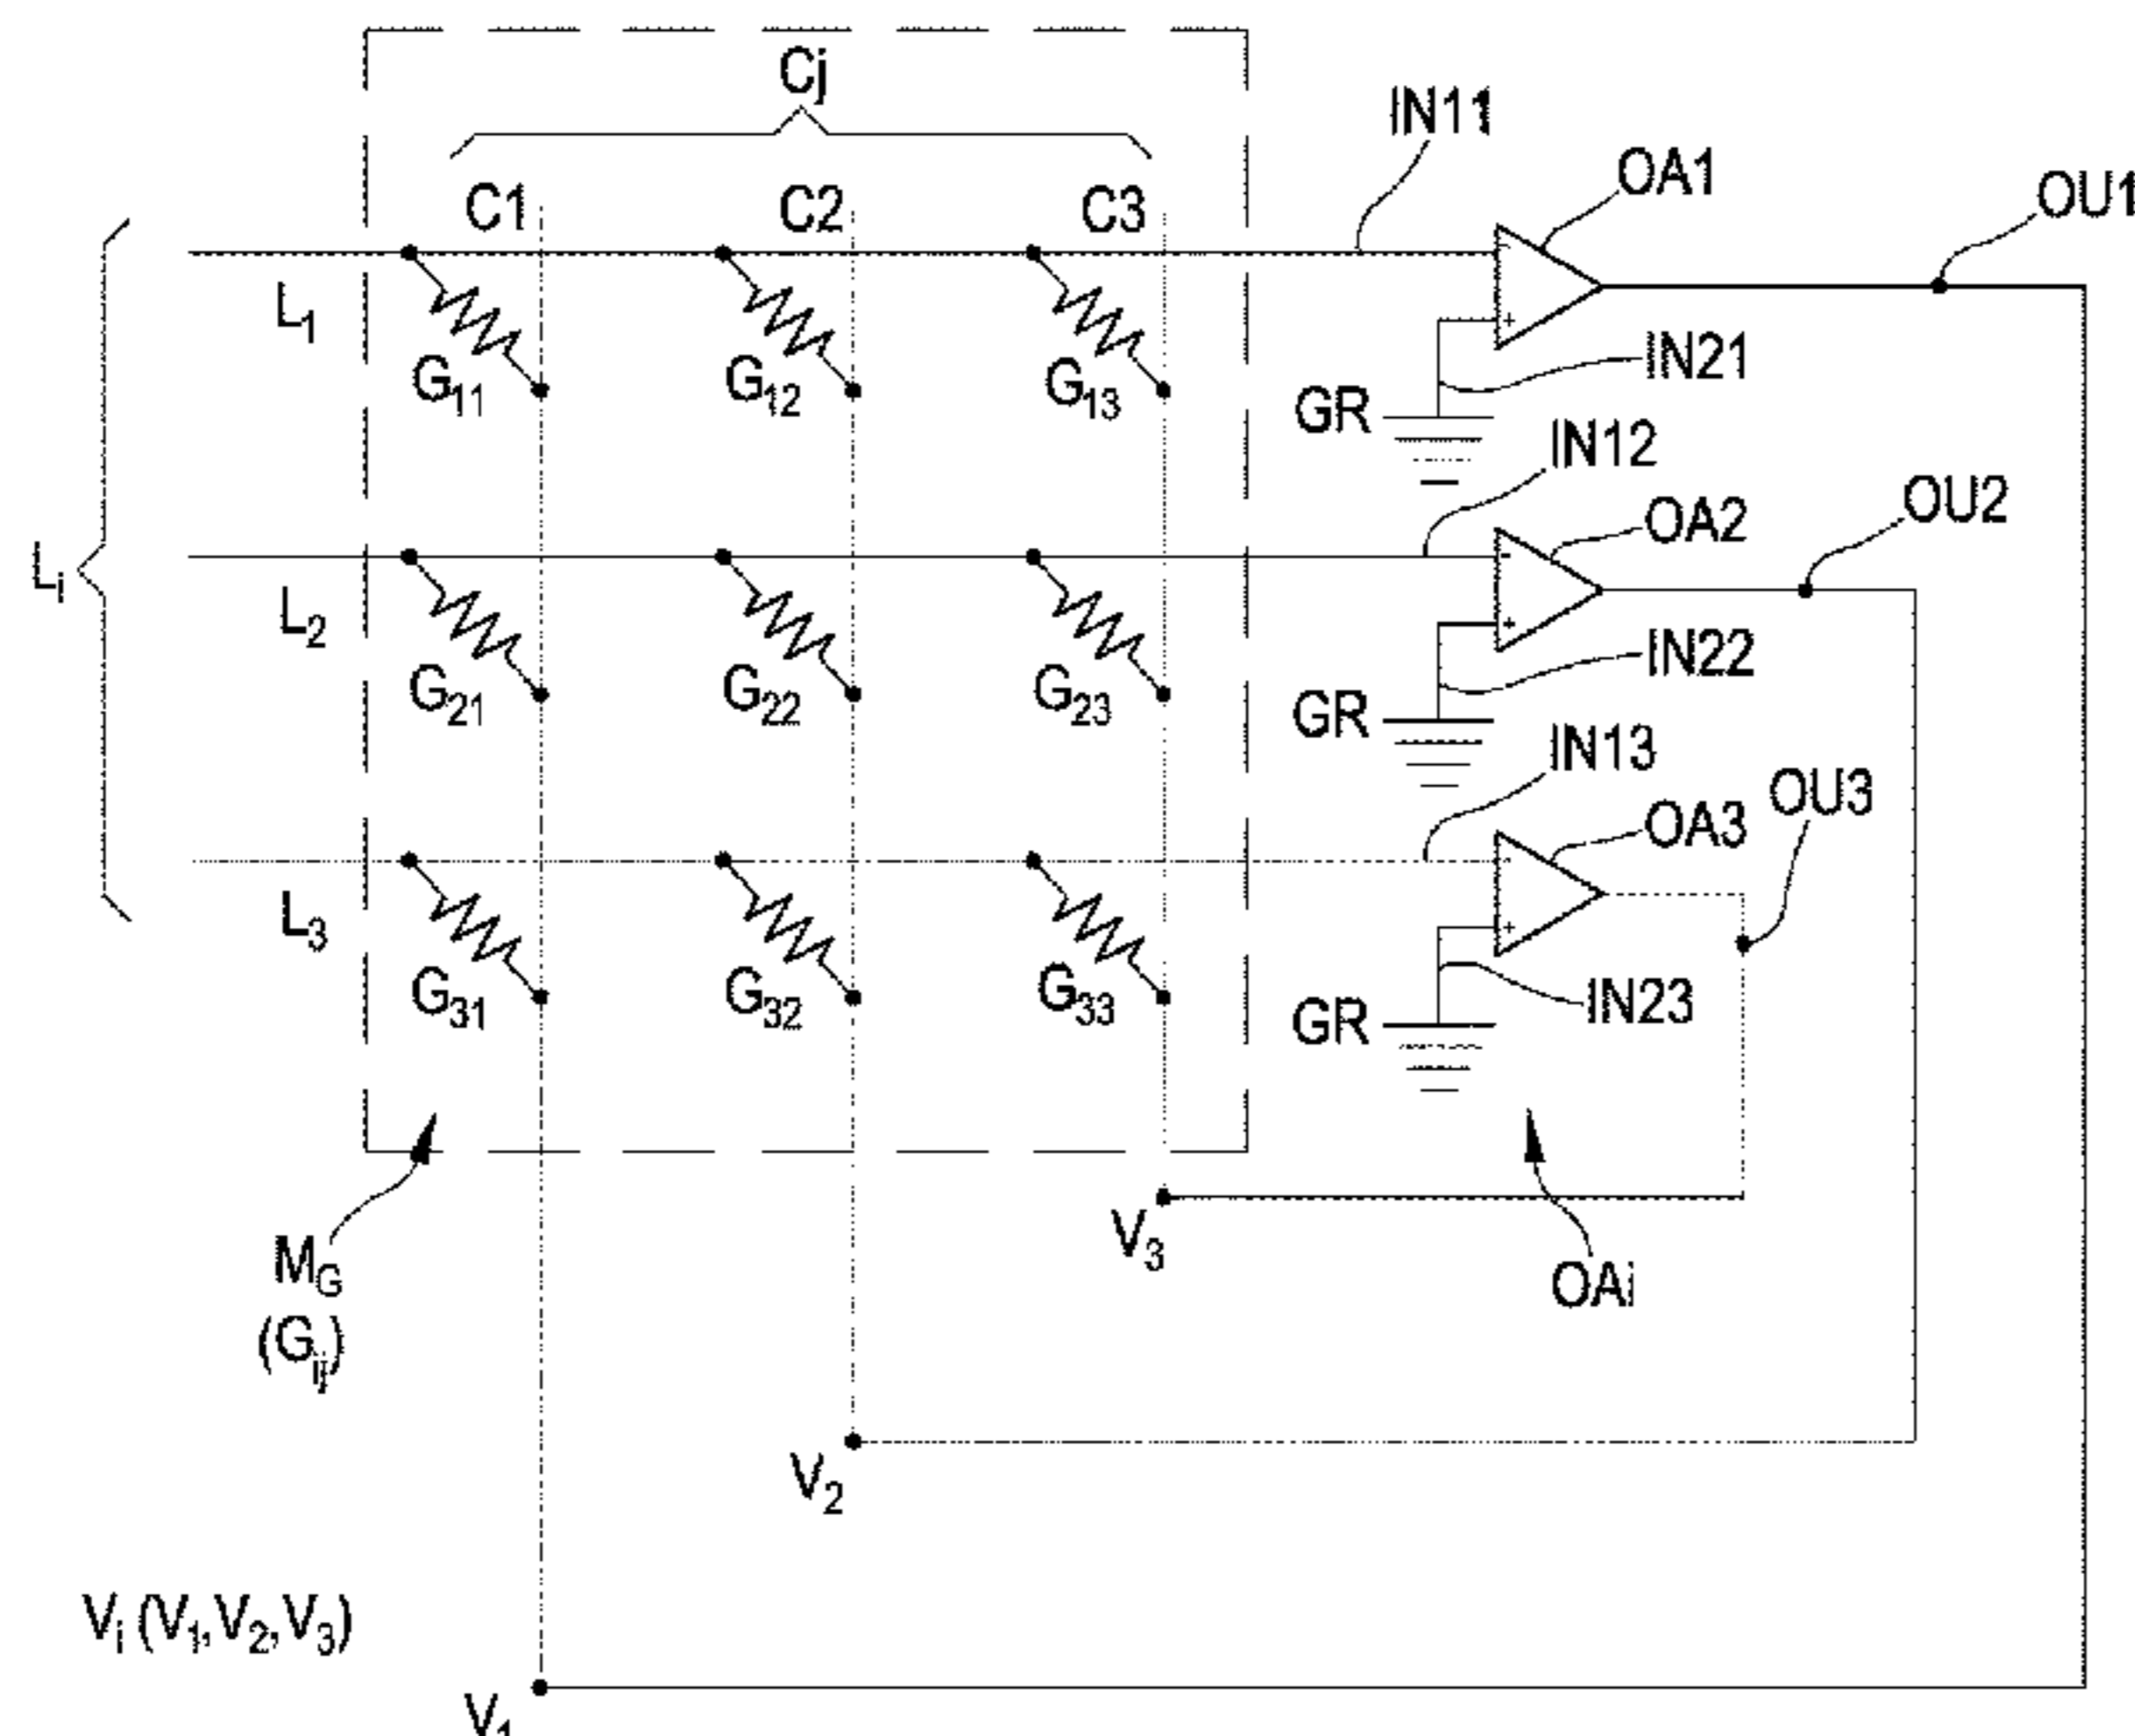 Cj
IN11
OA1
OU1
C1 C2 C3
-
L1
+
G11 G12 G13
IN21
GR
IN12
OA2
OU2
-
Li
L2
+
IN22
G21 G22 G23
GR
IN13
OA3
OU3
-
L3
+
G31 G32 G33
IN23
GR
V3
MG
(Gij)
OAi
V2
Vi (V1, V2, V3)
V1